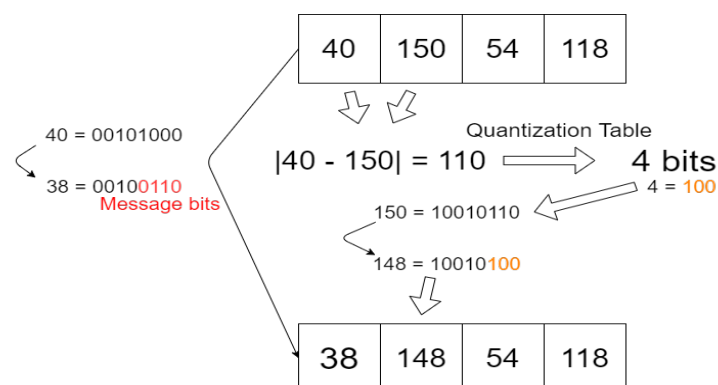 40 150 54 118
40 = 00101000
38 = 00100110
Message bits
|40 - 150| = 110
Quantization Table
4 bits
4 = 100
150 = 10010110
148 = 10010100
38 148 54 118